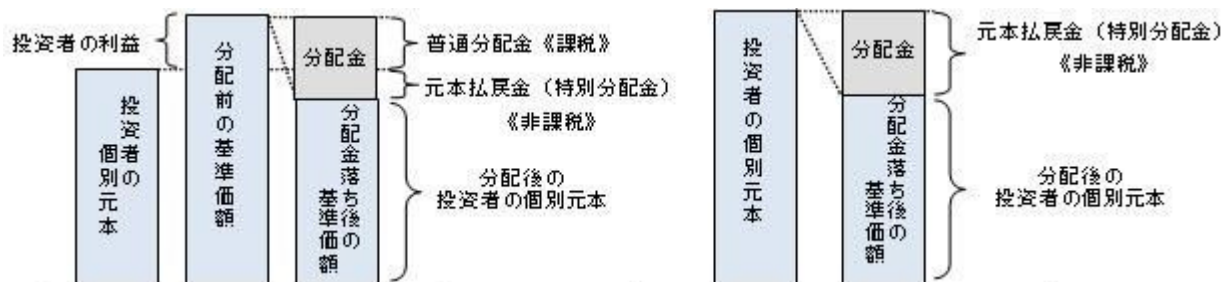 投資者の利益
投資者の
個別元本
分配前の基準価額
分配金
分配金落ち後の
基準価額
普通分配金《課税》
元本払戻金（特別分配金）
《非課税》
分配後の
投資者の個別元本
投資者の個別元本
分配金
分配金落ち後の
基準価額
元本払戻金（特別分配金）
《非課税》
分配後の
投資者の個別元本